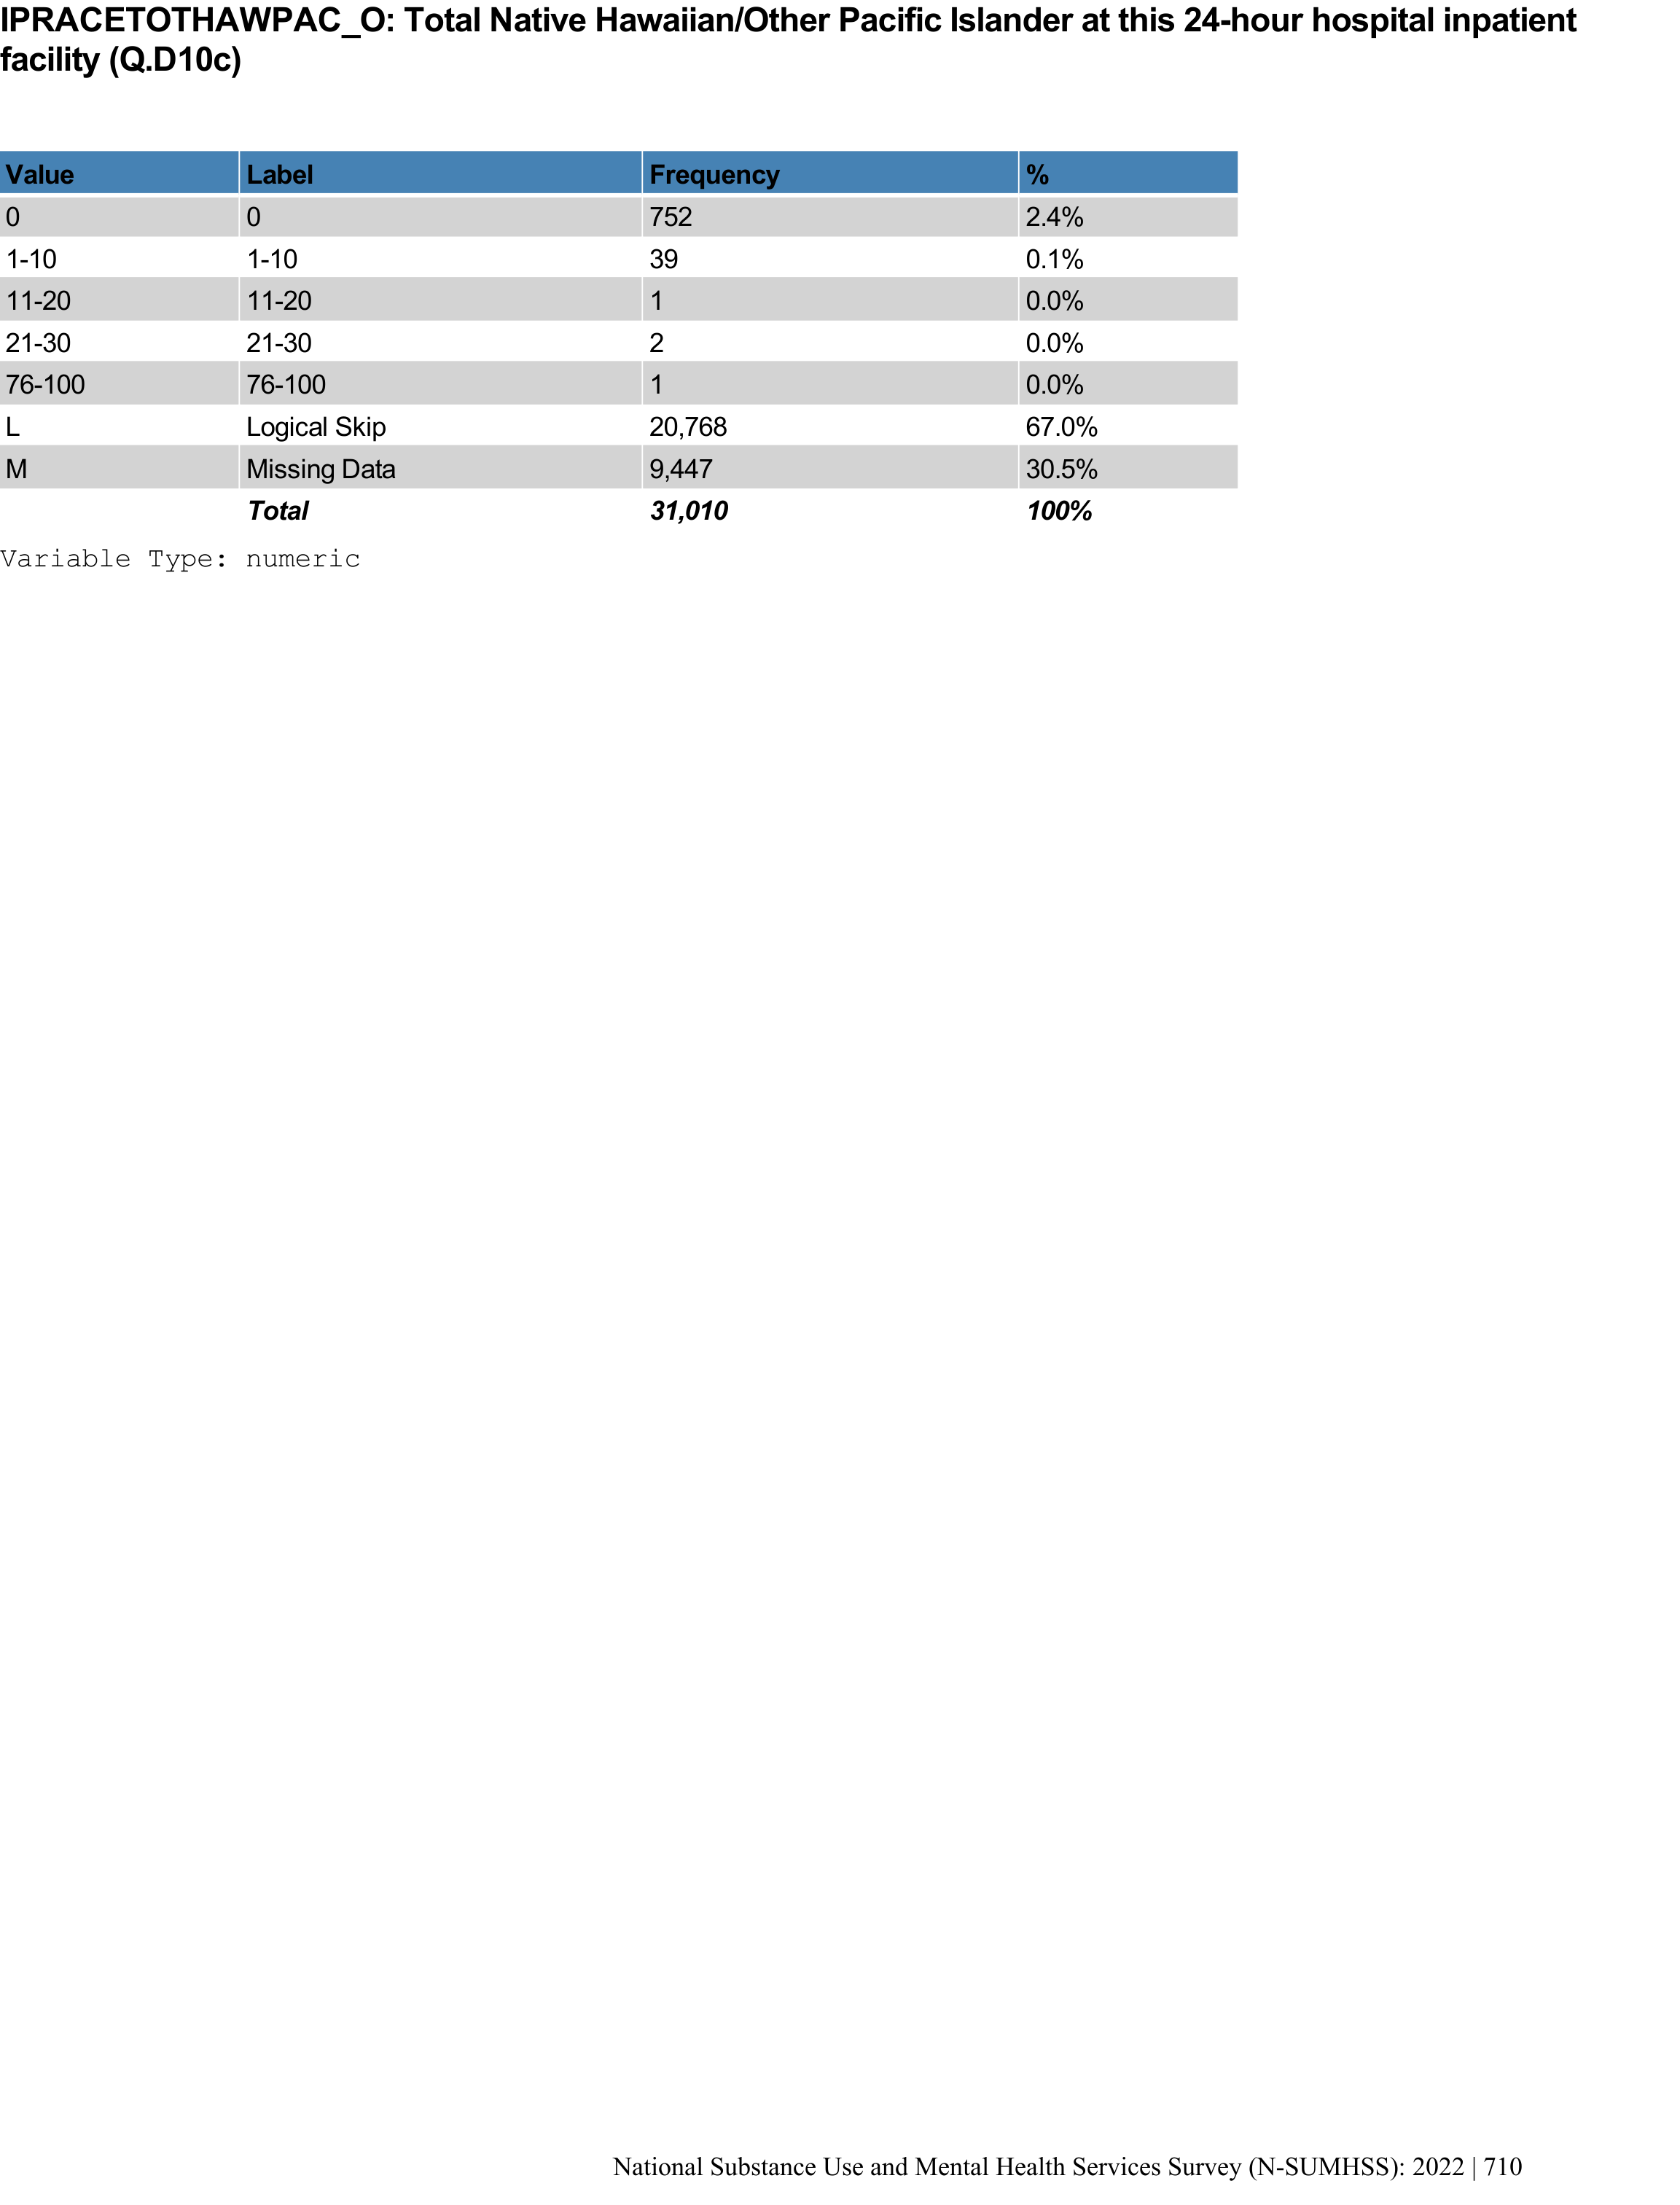 IPRACETOTHAWPAC_O: Total Native Hawaiian/Other Pacific Islander at this 24-hour hospital inpatient
facility (Q.D10c)
Value Label Frequency %
0 0 752 2.4%
1-10 1-10 39 0.1%
11-20 11-20 1 0.0%
21-30 21-30 2 0.0%
76-100 76-100 1 0.0%
L Logical Skip 20,768 67.0%
M Missing Data 9,447 30.5%
Total 31,010 100%
Variable Type: numeric
National Substance Use and Mental Health Services Survey (N-SUMHSS): 2022 | 710